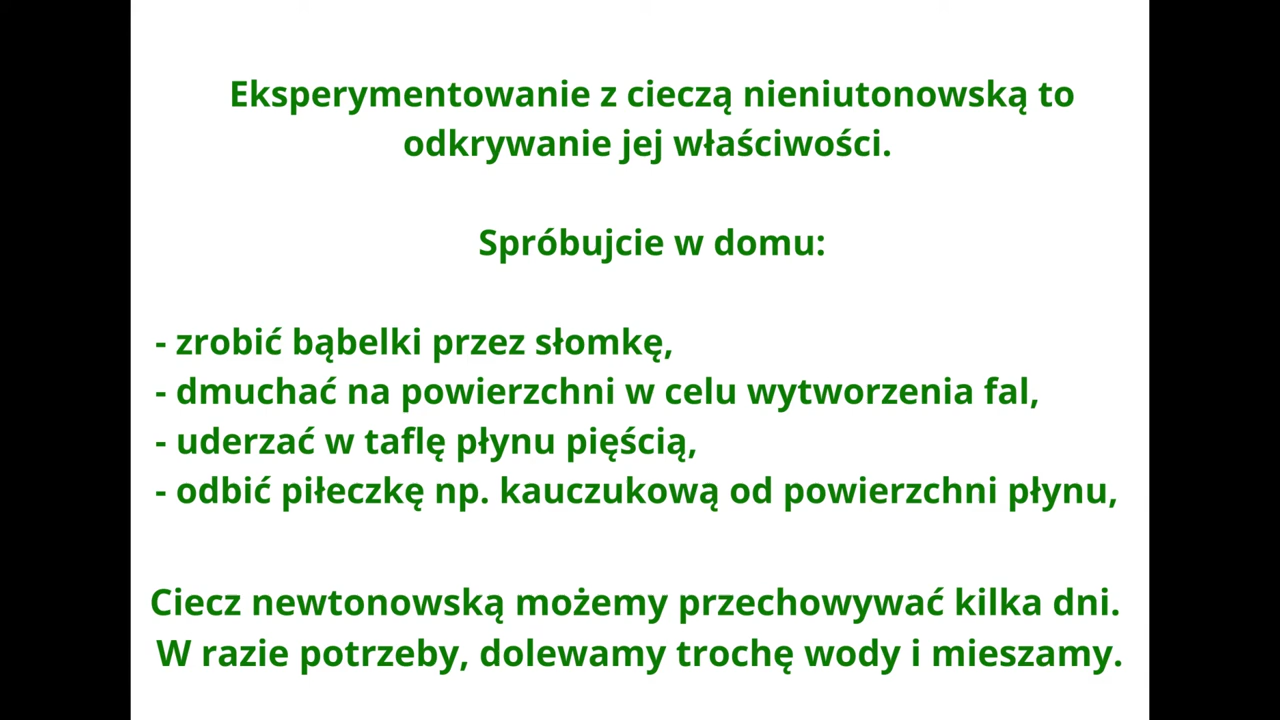 Eksperymentowanie z cieczą nieniutonowską to
odkrywanie jej właściwości.
Spróbujcie w domu:
- zrobić bąbelki przez słomkę,
- dmuchać na powierzchni w celu wytworzenia fal,
- uderzać w taflę płynu pięścią,
- odbić piłeczkę np. kauczukową od powierzchni płynu,
Ciecz newtonowską możemy przechowywać kilka dni.
W razie potrzeby, dolewamy trochę wody i mieszamy.